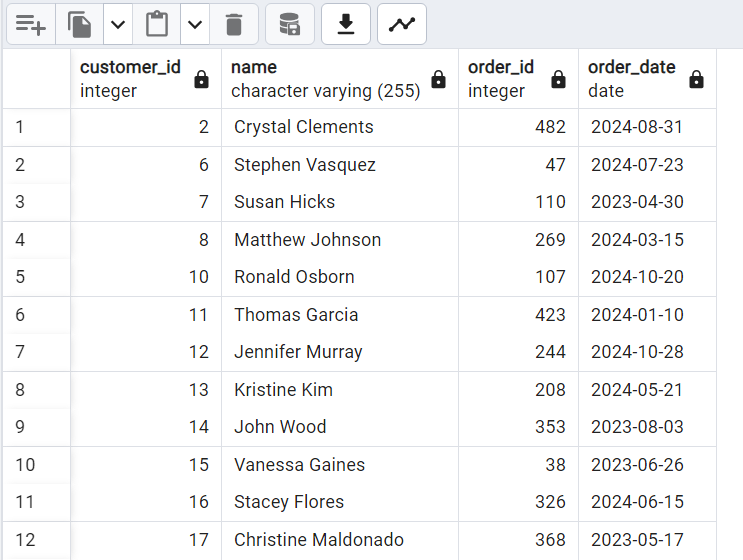 customer_id name order_id order_date
integer character varying (255) integer date
1 2 Crystal Clements 482 2024-08-31
2 6 Stephen Vasquez 47 2024-07-23
3 7 Susan Hicks 110 2023-04-30
4 8 Matthew Johnson 269 2024-03-15
5 10 Ronald Osborn 107 2024-10-20
6 11 Thomas Garcia 423 2024-01-10
7 12 Jennifer Murray 244 2024-10-28
8 13 Kristine Kim 208 2024-05-21
9 14 John Wood 353 2023-08-03
10 15 Vanessa Gaines 38 2023-06-26
11 16 Stacey Flores 326 2024-06-15
12 17 Christine Maldonado 368 2023-05-17